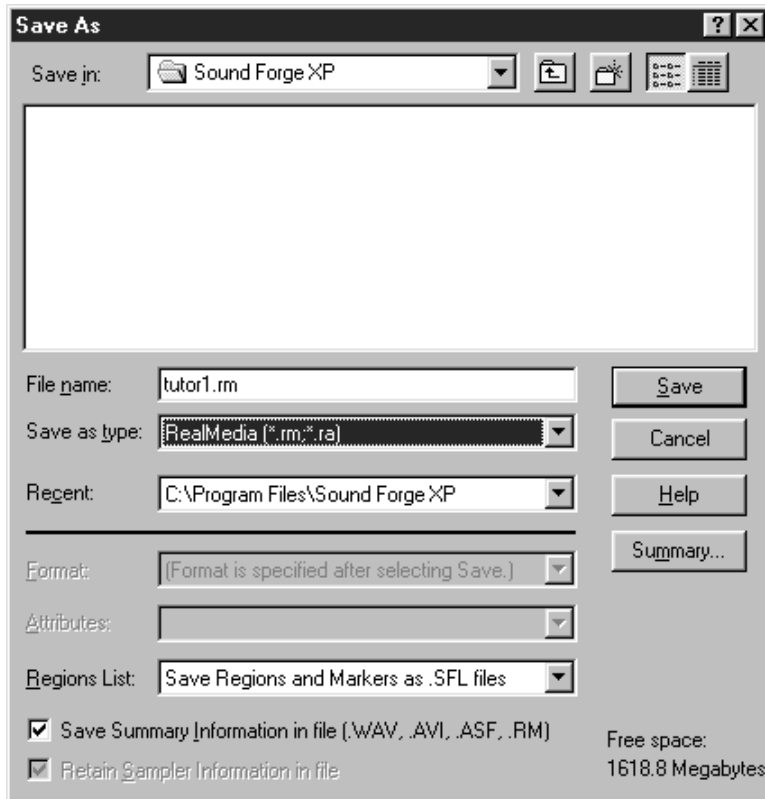 Save As
Save in: Sound Forge XP
File name: tutor1.rm
Save
Save as type: RealMedia (*.rm;*.ra)
Cancel
Recent: C:\Program Files\Sound Forge XP
Help
Summary...
Format: (Format is specified after selecting Save.)
Attributes:
Regions List: Save Regions and Markers as .SFL files
Save Summary Information in file (.WAV, .AVI, .ASF, .RM)
Retain Sampler Information in file
Free space:
1618.8 Megabytes